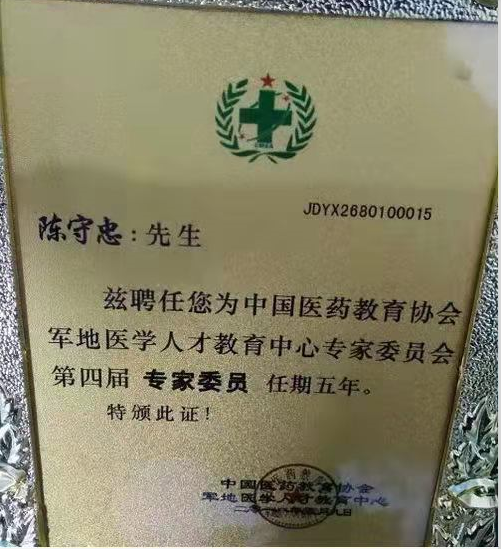 JDYX2680100015
陈守忠:先生
兹聘任您为中国医药教育协会
军地医学人才教育中心专家委员会
第四届 专家委员 任期五年。
特颁此证!
中国医药教育协会
军地医学人才教育中心